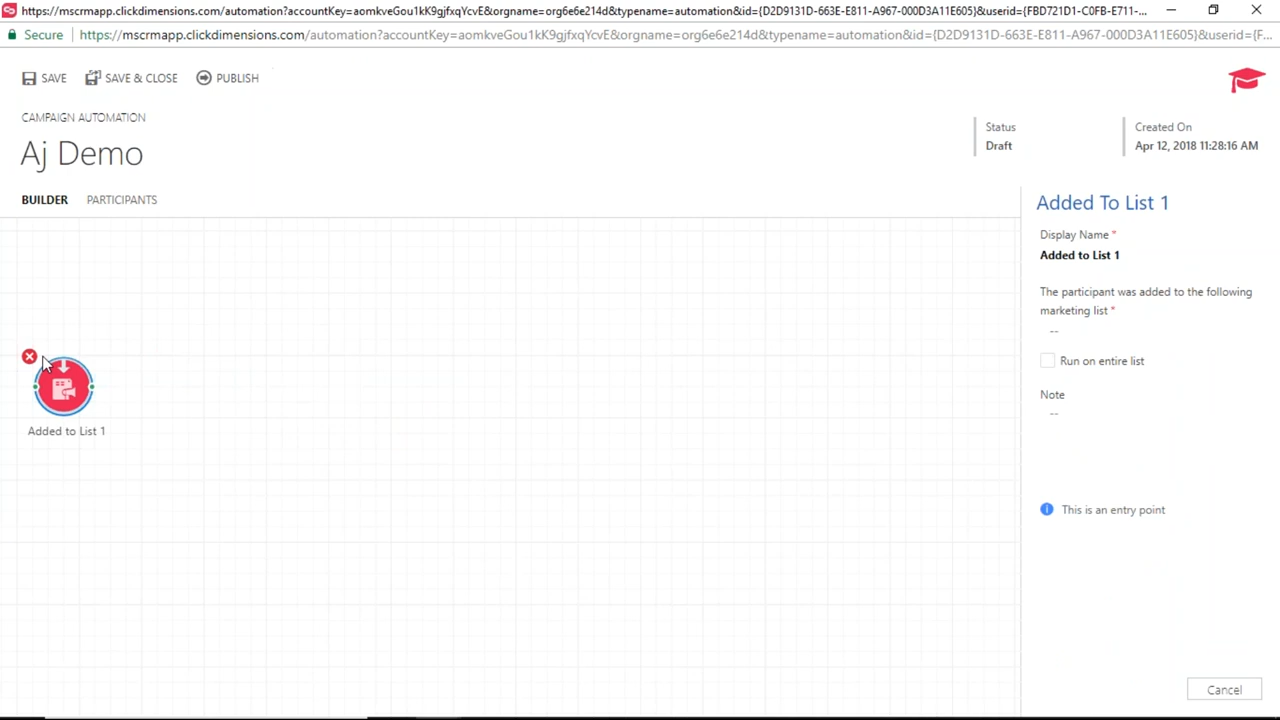 https://mscrmapp.clickdimensions.com/automation?accountKey=aomkveGou1kK9gjfxqYcvE&orgname=org6e6e214d&typename=automation&id={D2D9131D-663E-E811-A967-000D3A11E605}&userid={FBD721D1-C0FB-E711-...
Secure https://mscrmapp.clickdimensions.com/automation?accountKey=aomkveGou1kK9gjfxqYcvE&orgname=org6e6e214d&typename=automation&id={D2D9131D-663E-E811-A967-000D3A11E605}&userid={F...
SAVE SAVE & CLOSE PUBLISH
CAMPAIGN AUTOMATION
Aj Demo
Status
Draft
Created On
Apr 12, 2018 11:28:16 AM
BUILDER PARTICIPANTS
Added to List 1
Added To List 1
Display Name *
Added to List 1
The participant was added to the following
marketing list *
--
Run on entire list
Note
--
This is an entry point
Cancel